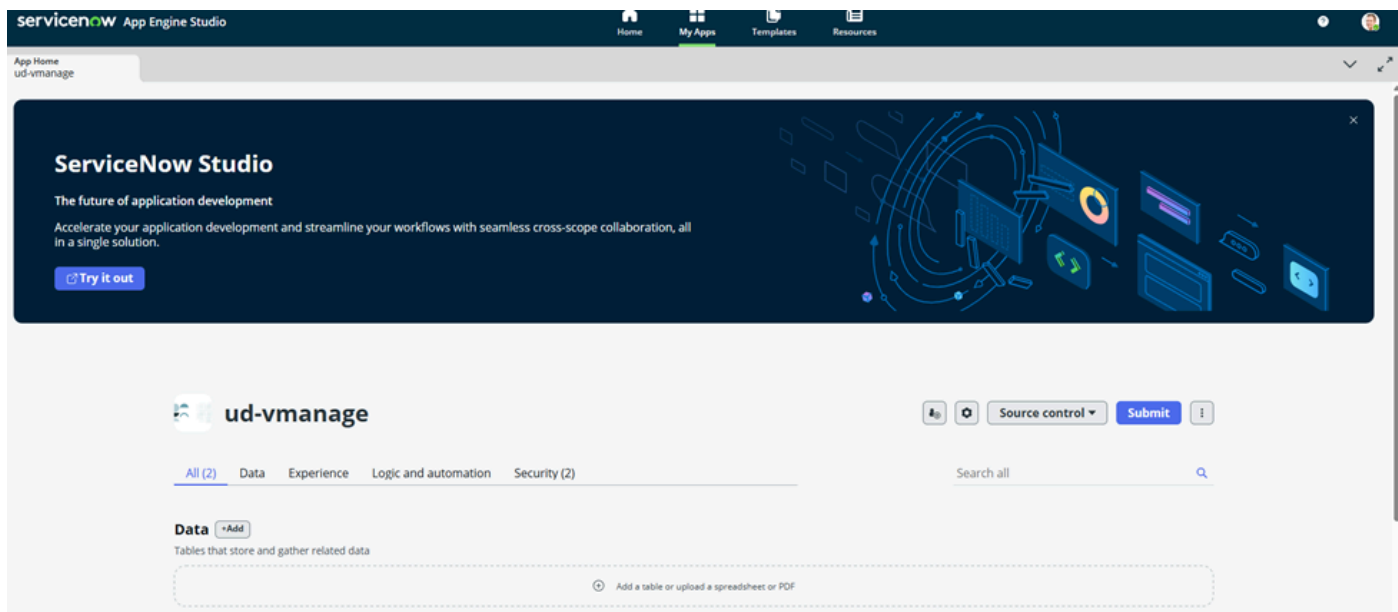 servicenow App Engine Studio
Home
My Apps
Templates
Resources
App Home
ud-vmanage
ServiceNow Studio
The future of application development
Accelerate your application development and streamline your workflows with seamless cross-scope collaboration, all
in a single solution.
Try it out
ud-vmanage
Source control
Submit
All (2)
Data
Experience
Logic and automation
Security (2)
Search all
Data +Add
Tables that store and gather related data
Add a table or upload a spreadsheet or PDF